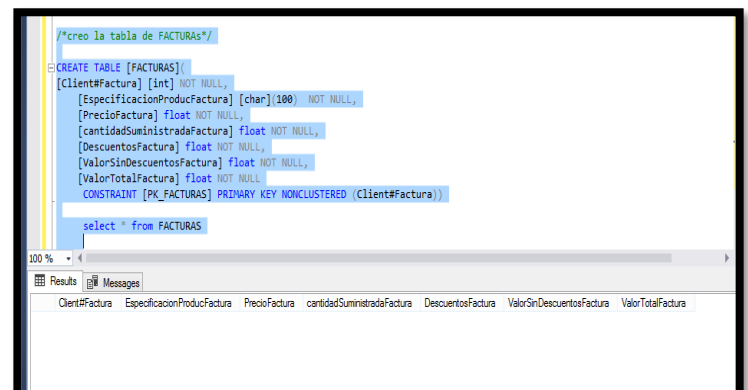 /*creo la tabla de FACTURAs*/
CREATE TABLE [FACTURAS](
[Client#Factura] [int] NOT NULL,
[EspecificacionProducFactura] [char](100) NOT NULL,
[PrecioFactura] float NOT NULL,
[cantidadSuministradaFactura] float NOT NULL,
[DescuentosFactura] float NOT NULL,
[ValorSinDescuentosFactura] float NOT NULL,
[ValorTotalFactura] float NOT NULL
CONSTRAINT [PK_FACTURAS] PRIMARY KEY NONCLUSTERED (Client#Factura))
select * from FACTURAS
100 %
Results Messages
Client#Factura EspecificacionProducFactura PrecioFactura cantidadSuministradaFactura DescuentosFactura ValorSinDescuentosFactura ValorTotalFactura